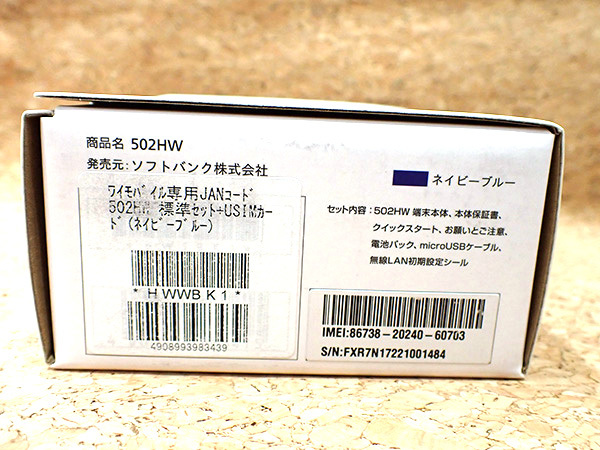 商品名 502HW
発売元: ソフトバンク株式会社
ワイモバイル専用JANコード
502HW 標準セット+USIMカー
ド(ネイビーブルー)
* HWWBK1*
4908993983439
ネイビーブルー
セット内容:502HW 端末本体、本体保証書、
クイックスタート、お願いとご注意、
電池パック、microUSBケーブル、
無線LAN初期設定シール
IMEI:86738-20240-60703
S/N:FXR7N17221001484